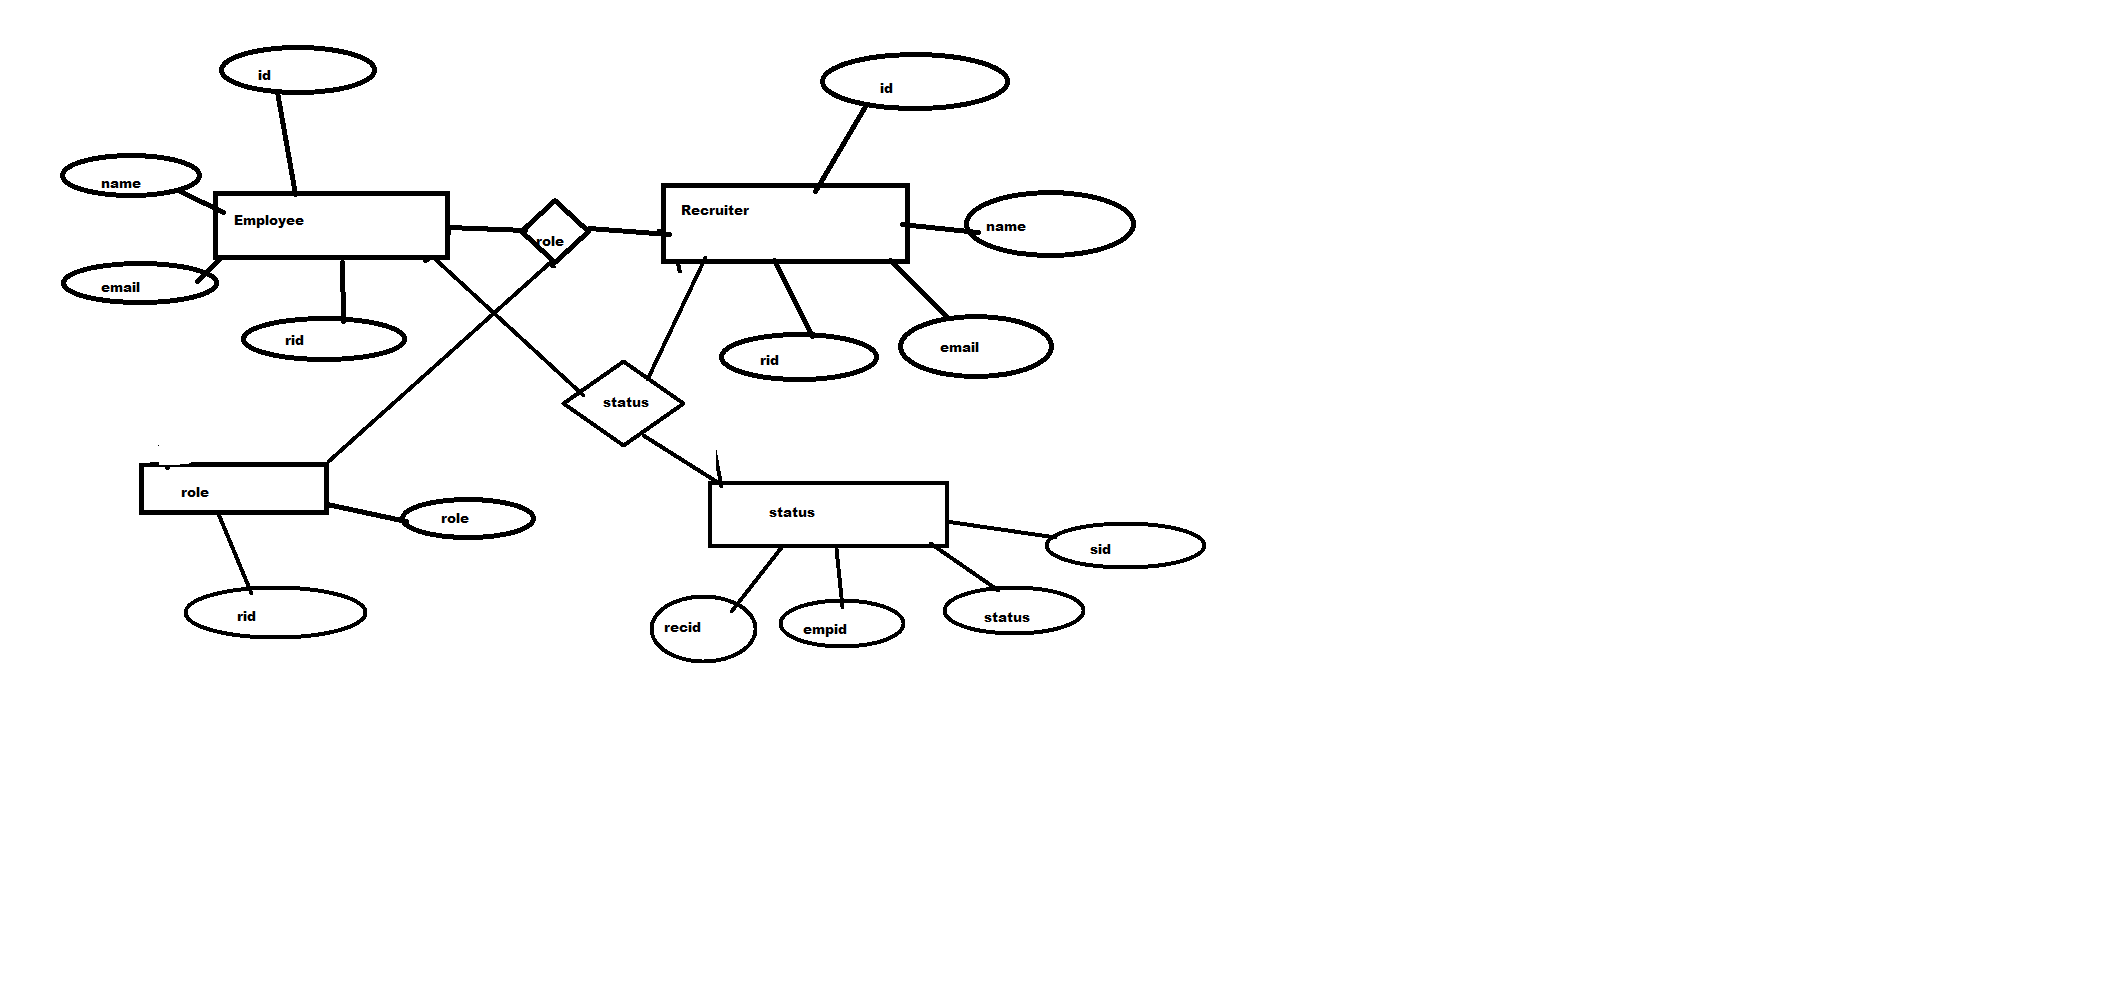 id
id
name
Employee
role
Recruiter
name
email
rid
rid
email
status
role
role
status
sid
rid
recid
empid
status